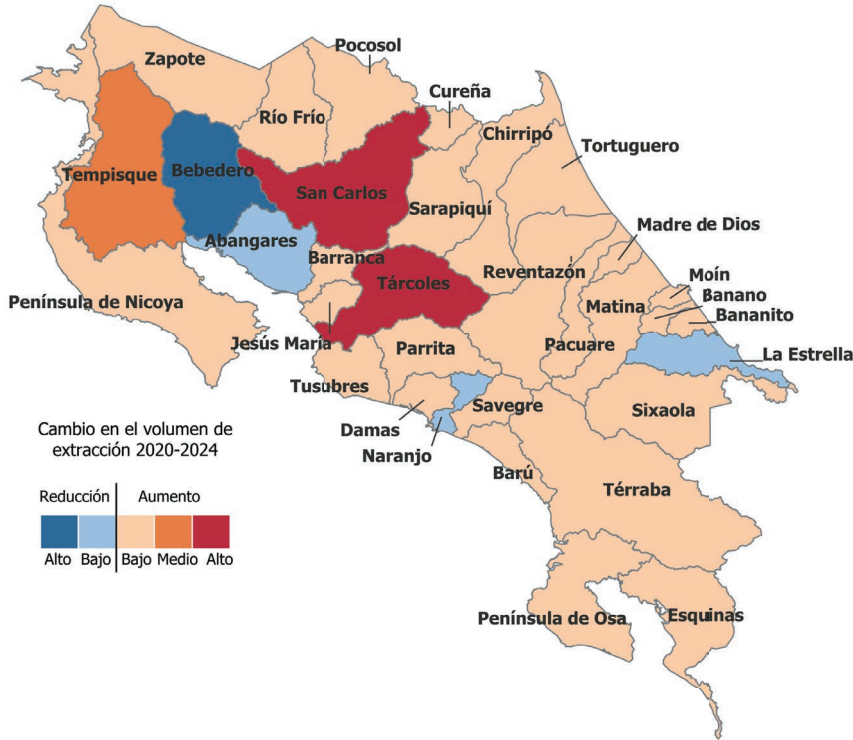 Pocosol
Zapote
Cureña
Río Frío
Chirripó
Tortuguero
Bebedero
Tempisque
San Carlos
Sarapiquí
Madre de Dios
Abangares
Barranca
Reventazón
Moín
Tárcoles
Banano
Península de Nicoya
Matina
Bananito
Jesús María
Parrita
Pacuare
La Estrella
Tusubres
Savegre
Sixaola
Damas
Naranjo
Barú
Térraba
Península de Osa
Esquinas
Cambio en el volumen de
extracción 2020-2024
Reducción Aumento
Alto Bajo Bajo Medio Alto